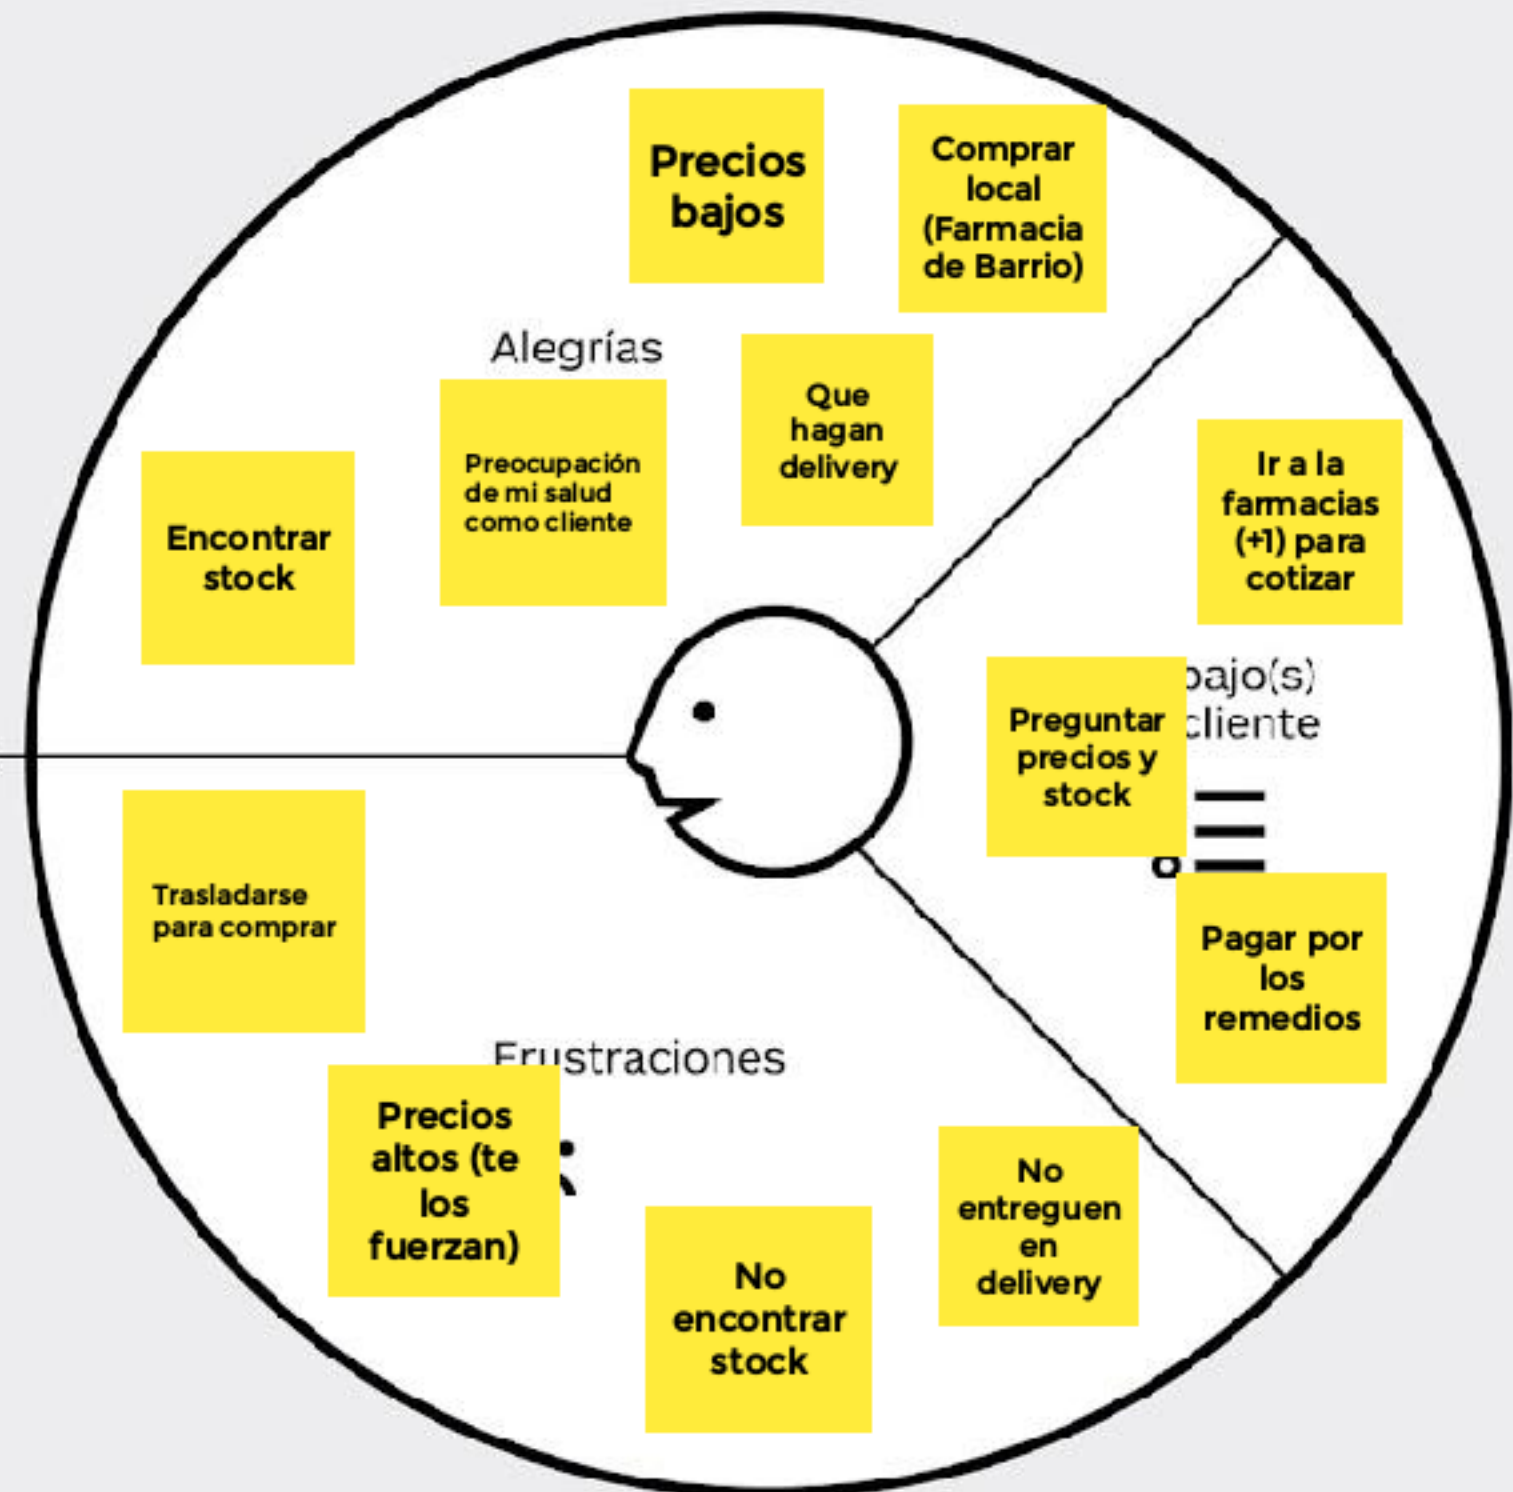 Precios
bajos
Comprar
local
(Farmacia
de Barrio)
Alegrías
Que
hagan
delivery
Preocupación
de mi salud
como cliente
Encontrar
stock
Ir a la
farmacias
(+1) para
cotizar
bajo(s)
cliente
Preguntar
precios y
stock
Pagar por
los
remedios
Trasladarse
para comprar
Frustraciones
Precios
altos (te
los
fuerzan)
No
encontrar
stock
No
entreguen
en
delivery